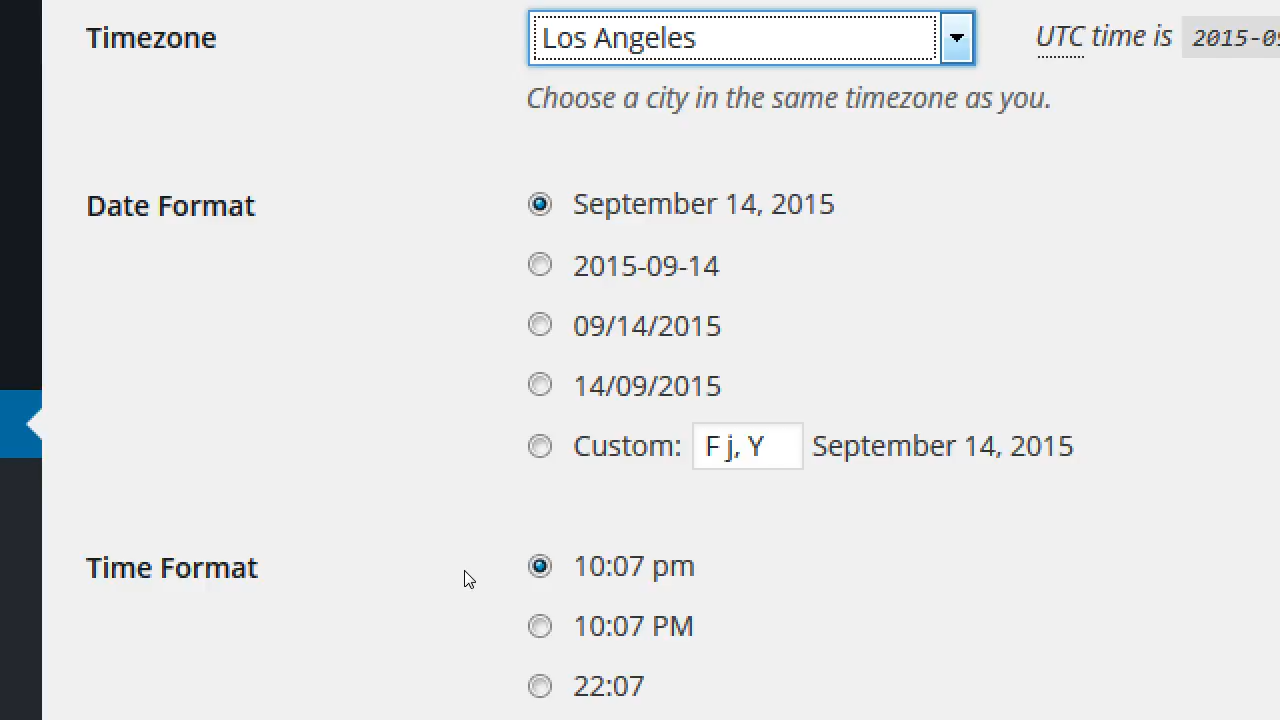 Timezone Los Angeles UTC time is 2015-09
Choose a city in the same timezone as you.
Date Format September 14, 2015
2015-09-14
09/14/2015
14/09/2015
Custom: F j, Y September 14, 2015
Time Format 10:07 pm
10:07 PM
22:07